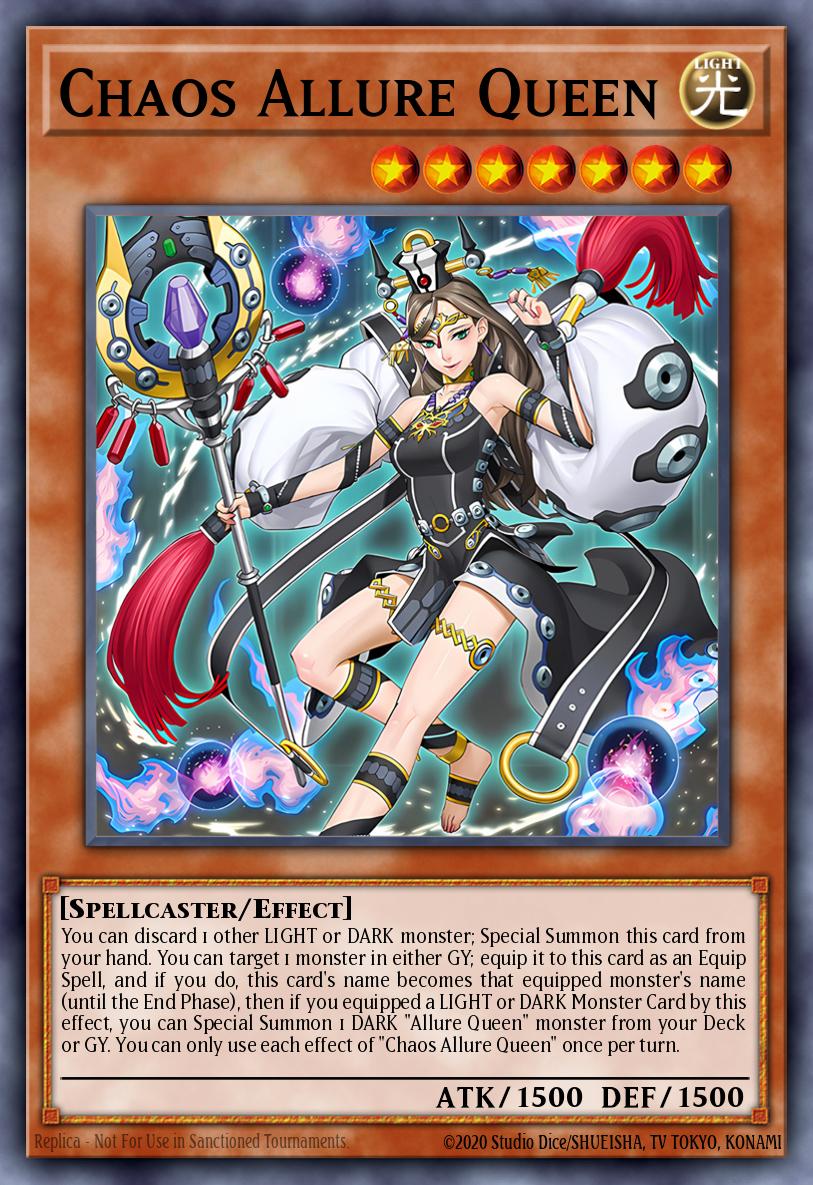 Chaos Allure Queen
LIGHT
光
[Spellcaster/Effect]
You can discard 1 other LIGHT or DARK monster; Special Summon this card from
your hand. You can target 1 monster in either GY; equip it to this card as an Equip
Spell, and if you do, this card's name becomes that equipped monster's name
(until the End Phase), then if you equipped a LIGHT or DARK Monster Card by this
effect, you can Special Summon 1 DARK "Allure Queen" monster from your Deck
or GY. You can only use each effect of "Chaos Allure Queen" once per turn.
ATK/1500 DEF/1500
Replica - Not For Use in Sanctioned Tournaments.
©2020 Studio Dice/SHUEISHA, TV TOKYO, KONAMI